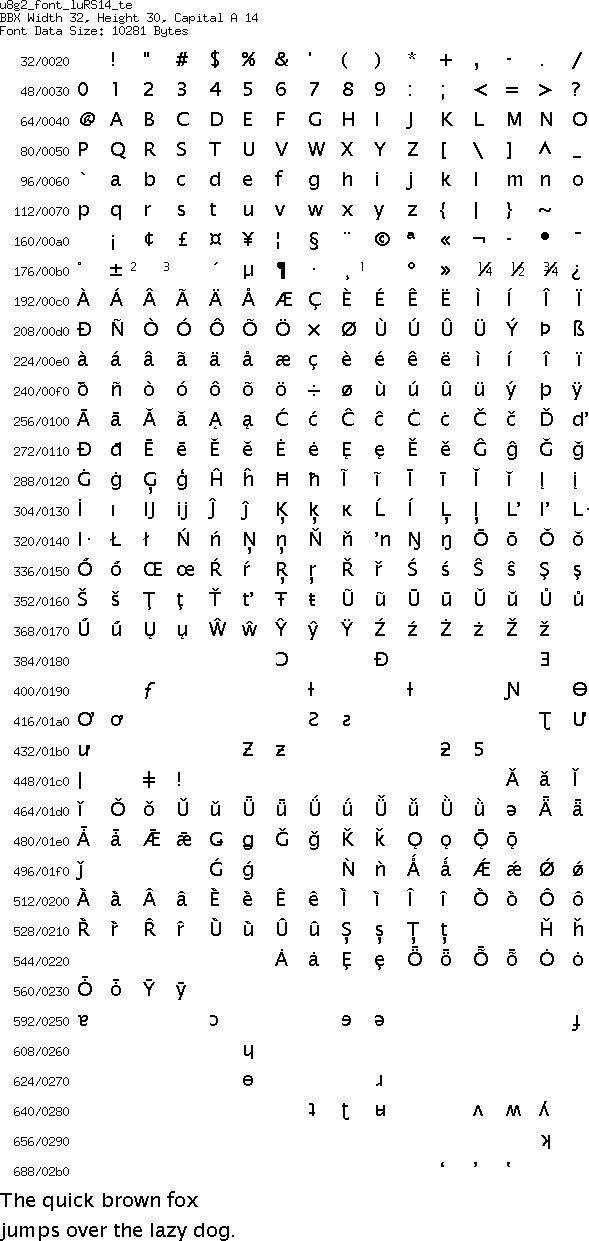 u8g2_font_luRS14_te
BBX Width 32, Height 30, Capital A 14
Font Data Size: 10281 Bytes
32/0020 ! " # $ % & ' ( ) * + , - . /
48/0030 0 1 2 3 4 5 6 7 8 9 : ; < = > ?
64/0040 @ A B C D E F G H I J K L M N O
80/0050 P Q R S T U V W X Y Z [ \ ] ^ _
96/0060 ` a b c d e f g h i j k l m n o
112/0070 p q r s t u v w x y z { | } ~
160/00a0 ¡ ¢ £ ¤ ¥ ¦ § ¨ © ª « ¬ - ® ¯
176/00b0 ° ± ² ³ ´ µ ¶ · ¸ ¹ º » ¼ ½ ¾ ¿
192/00c0 À Á Â Ã Ä Å Æ Ç È É Ê Ë Ì Í Î Ï
208/00d0 Ð Ñ Ò Ó Ô Õ Ö × Ø Ù Ú Û Ü Ý Þ ß
224/00e0 à á â ã ä å æ ç è é ê ë ì í î ï
240/00f0 ð ñ ò ó ô õ ö ÷ ø ù ú û ü ý þ ÿ
256/0100 Ā ā Ă ă Ą ą Ć ć Ĉ ĉ Ċ ċ Č č Ď ď
272/0110 Đ đ Ē ē Ĕ ĕ Ė ė Ę ę Ě ě Ĝ ĝ Ğ ğ
288/0120 Ġ ġ Ģ ģ Ĥ ĥ Ħ ħ Ĩ ĩ Ī ī Ĭ ĭ Į į
304/0130 İ ı Ĳ ĳ Ĵ ĵ Ķ ķ ĸ Ĺ ĺ Ļ ļ Ľ ľ Ŀ
320/0140 ŀ Ł ł Ń ń Ņ ņ Ň ň ŉ Ŋ ŋ Ō ō Ŏ ŏ
336/0150 Ő ő Œ œ Ŕ ŕ Ŗ ŗ Ř ř Ś ś Ŝ ŝ Ş ş
352/0160 Š š Ţ ţ Ť ť Ŧ ŧ Ũ ũ Ū ū Ŭ ŭ Ů ů
368/0170 Ű ű Ų ų Ŵ ŵ Ŷ ŷ Ÿ Ź ź Ż ż Ž ž
384/0180 Ɔ Ɖ Ǝ
400/0190 ƒ ƚ Ɲ Ɵ
416/01a0 Ơ ơ Ƨ ƨ Ʈ Ư
432/01b0 ư Ƶ ƶ ƻ Ƽ
448/01c0 ǀ ǂ ǃ Ǎ ǎ Ǐ
464/01d0 ǐ Ǒ ǒ Ǔ ǔ Ǖ ǖ Ǘ ǘ Ǚ ǚ Ǜ ǜ ǝ Ǟ ǟ
480/01e0 Ǡ ǡ Ǣ ǣ Ǥ ǥ Ǧ ǧ Ǩ ǩ Ǫ ǫ Ǭ ǭ
496/01f0 ǰ Ǵ ǵ Ǹ ǹ Ǻ ǻ Ǽ ǽ Ǿ ǿ
512/0200 Ȁ ȁ Ȃ ȃ Ȅ ȅ Ȇ ȇ Ȉ ȉ Ȋ ȋ Ȍ ȍ Ȏ ȏ
528/0210 Ȑ ȑ Ȓ ȓ Ȕ ȕ Ȗ ȗ Ș ș Ț ț Ȟ ȟ
544/0220 Ȧ ȧ Ȩ ȩ Ȫ ȫ Ȭ ȭ Ȯ ȯ
560/0230 Ȱ ȱ Ȳ ȳ
592/0250 ɐ ɔ ɘ ə ɟ
608/0260 ɥ
624/0270 ɵ ɹ
640/0280 ʇ ʈ ʉ ʌ ʍ ʎ
656/0290 ʞ
688/02b0 ʻ ʼ ʽ
The quick brown fox
jumps over the lazy dog.